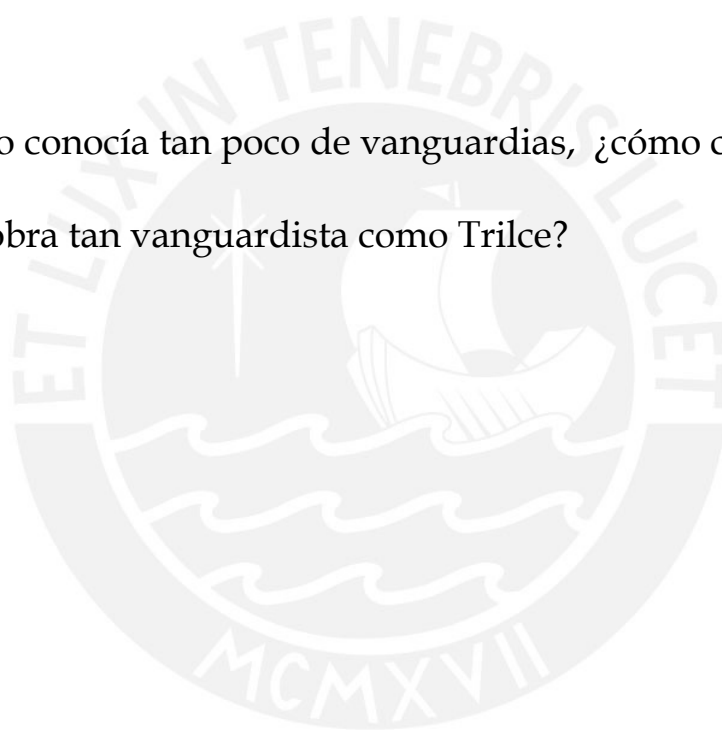 o conocía tan poco de vanguardias, ¿cómo c
obra tan vanguardista como Trilce?
ET LUX IN TENEBRIS LUCET
MCMXVII